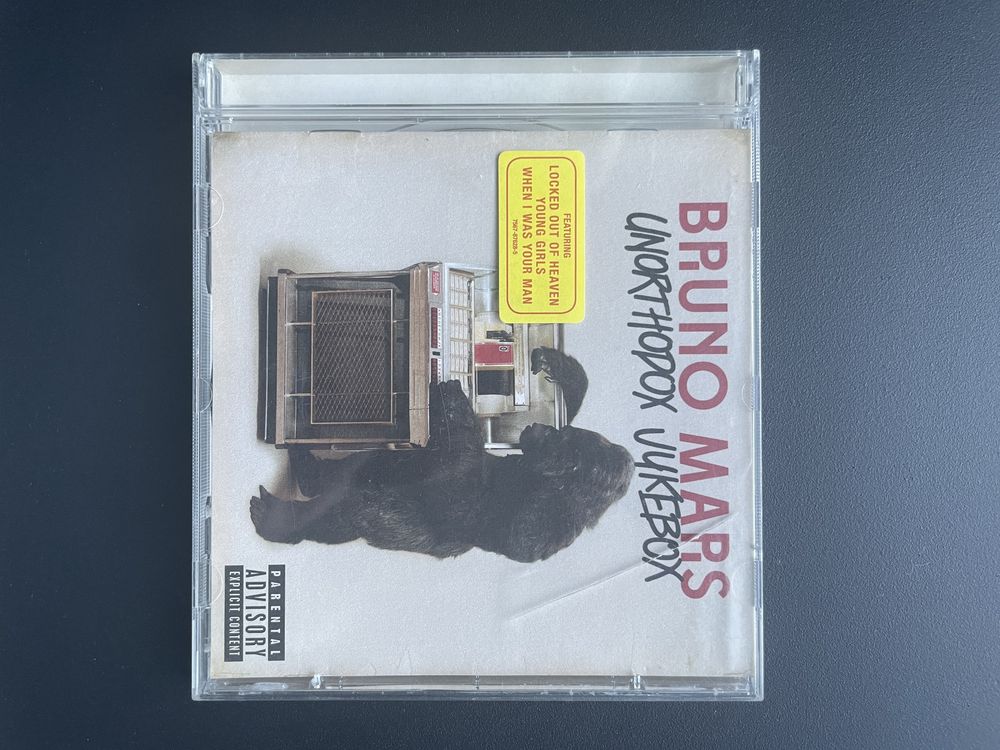 BRUNO MARS
UNORTHODOX JUKEBOX
FEATURING
LOCKED OUT OF HEAVEN
YOUNG GIRLS
WHEN I WAS YOUR MAN
PARENTAL
ADVISORY
EXPLICIT CONTENT